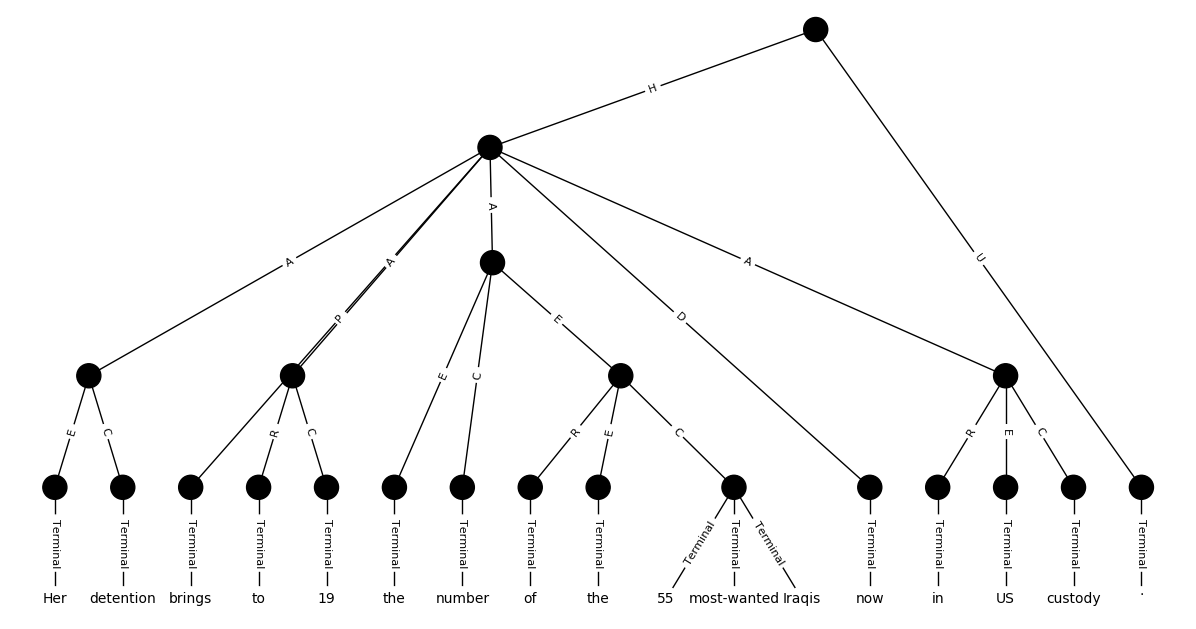 H
A
P
A
A
D
A
U
E
C
R
C
E
C
E
R
E
C
R
E
C
Terminal Terminal Terminal Terminal Terminal Terminal Terminal Terminal Terminal Terminal Terminal Terminal Terminal Terminal Terminal Terminal Terminal
Her detention brings to 19 the number of the 55 most-wanted Iraqis now in US custody .